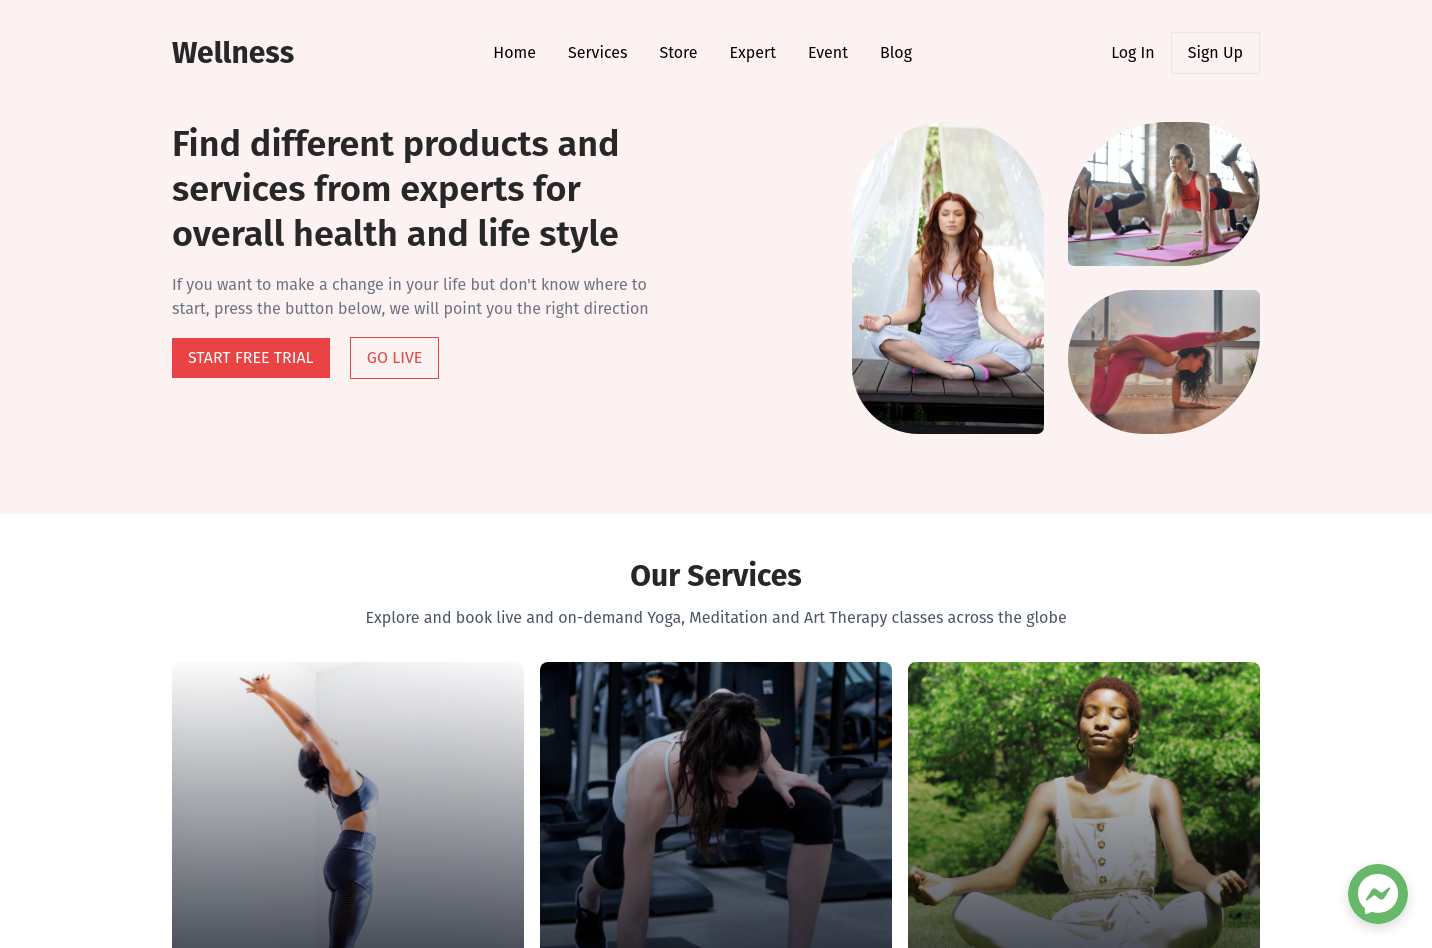 Wellness
Home Services Store Expert Event Blog
Log In Sign Up
Find different products and
services from experts for
overall health and life style
If you want to make a change in your life but don't know where to
start, press the button below, we will point you the right direction
START FREE TRIAL GO LIVE
Our Services
Explore and book live and on-demand Yoga, Meditation and Art Therapy classes across the globe